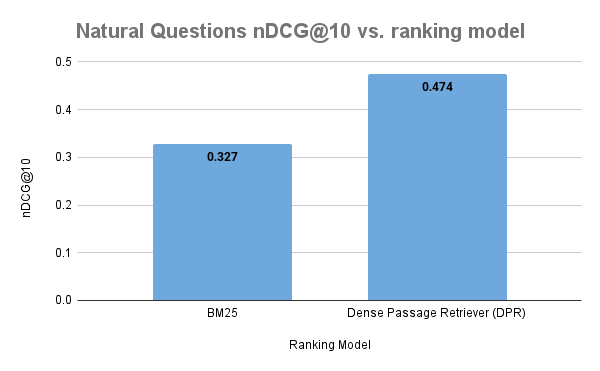 Natural Questions nDCG@10 vs. ranking model
nDCG@10
0.5
0.4
0.3
0.2
0.1
0.0
0.327
0.474
BM25
Dense Passage Retriever (DPR)
Ranking Model